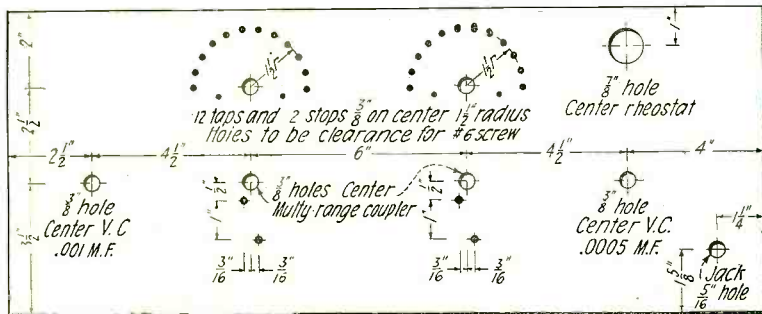 2"
1"
1 1/2"r
1 1/2"r
7/8" hole
Center rheostat
12 taps and 2 stops 3/8" on center 1 1/2" radius
Holes to be clearance for #6 screw
2 1/2"
2 1/2"
4 1/2"
6"
4 1/2"
4"
3/8" hole
Center V.C.
.001 M.F.
3 1/2"
1/2"
1"
3/8" holes Center
Multy-range coupler
1/2"
1"
3/8" hole
Center V.C.
.0005 M.F.
1 1/4"
3/16"
3/16"
3/16"
3/16"
1 5/8"
Jack
5/16" hole